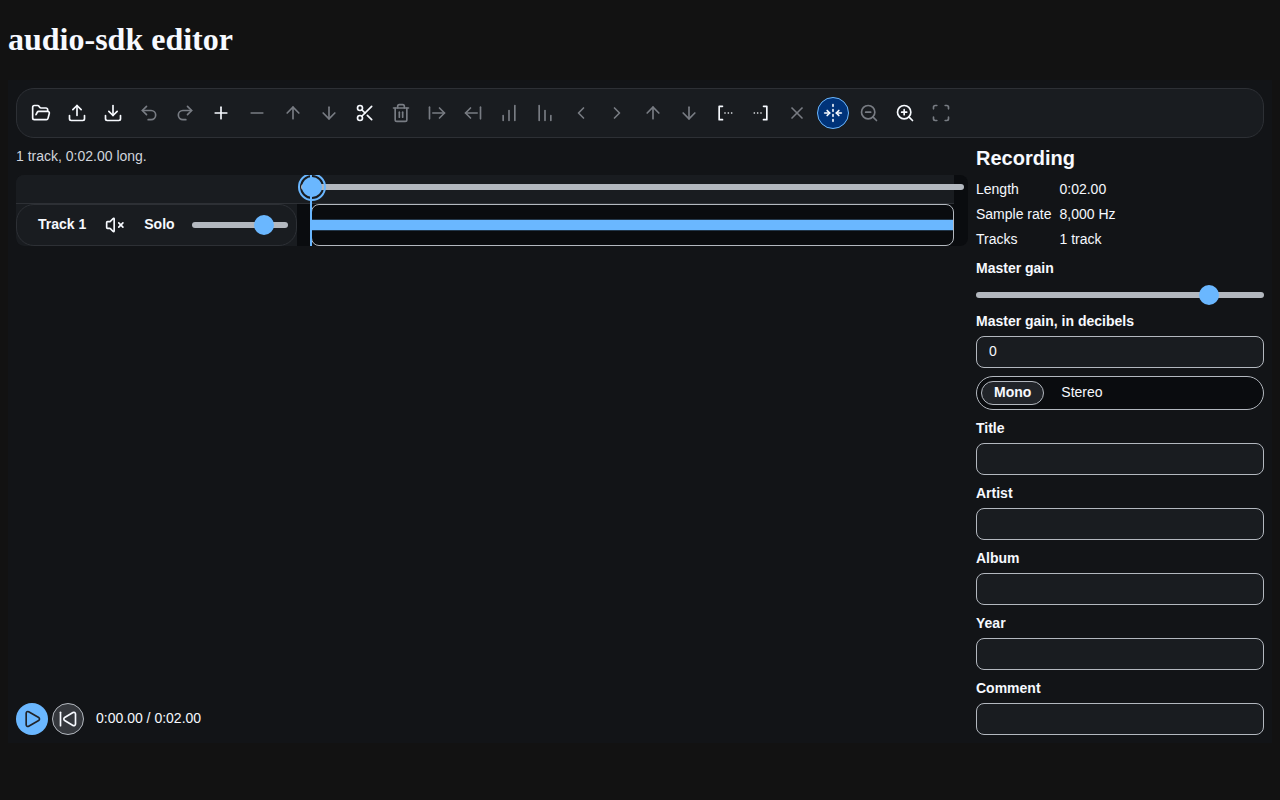 audio-sdk editor
1 track, 0:02.00 long.
Track 1 Solo
Recording
Length 0:02.00
Sample rate 8,000 Hz
Tracks 1 track
Master gain
Master gain, in decibels
0
Mono Stereo
Title
Artist
Album
Year
Comment
0:00.00 / 0:02.00